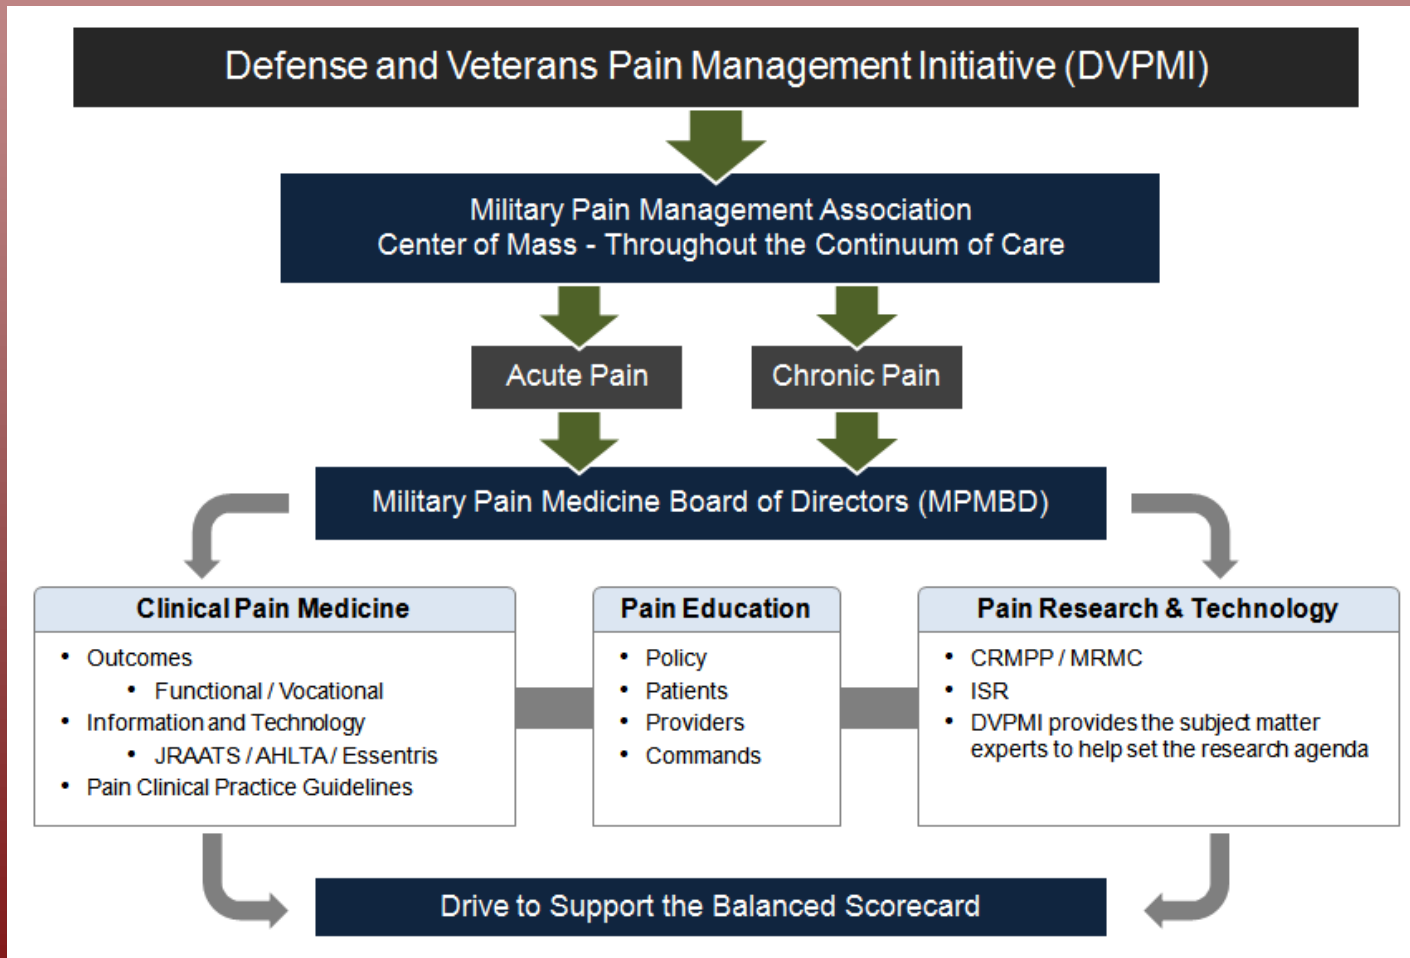 Defense and Veterans Pain Management Initiative (DVPMI)
Military Pain Management Association
Center of Mass - Throughout the Continuum of Care
Acute Pain
Chronic Pain
Military Pain Medicine Board of Directors (MPMBD)
Clinical Pain Medicine
• Outcomes
• Functional / Vocational
• Information and Technology
• JRAATS / AHLTA / Essentris
• Pain Clinical Practice Guidelines
Pain Education
• Policy
• Patients
• Providers
• Commands
Pain Research & Technology
• CRMPP / MRMC
• ISR
• DVPMI provides the subject matter
experts to help set the research agenda
Drive to Support the Balanced Scorecard